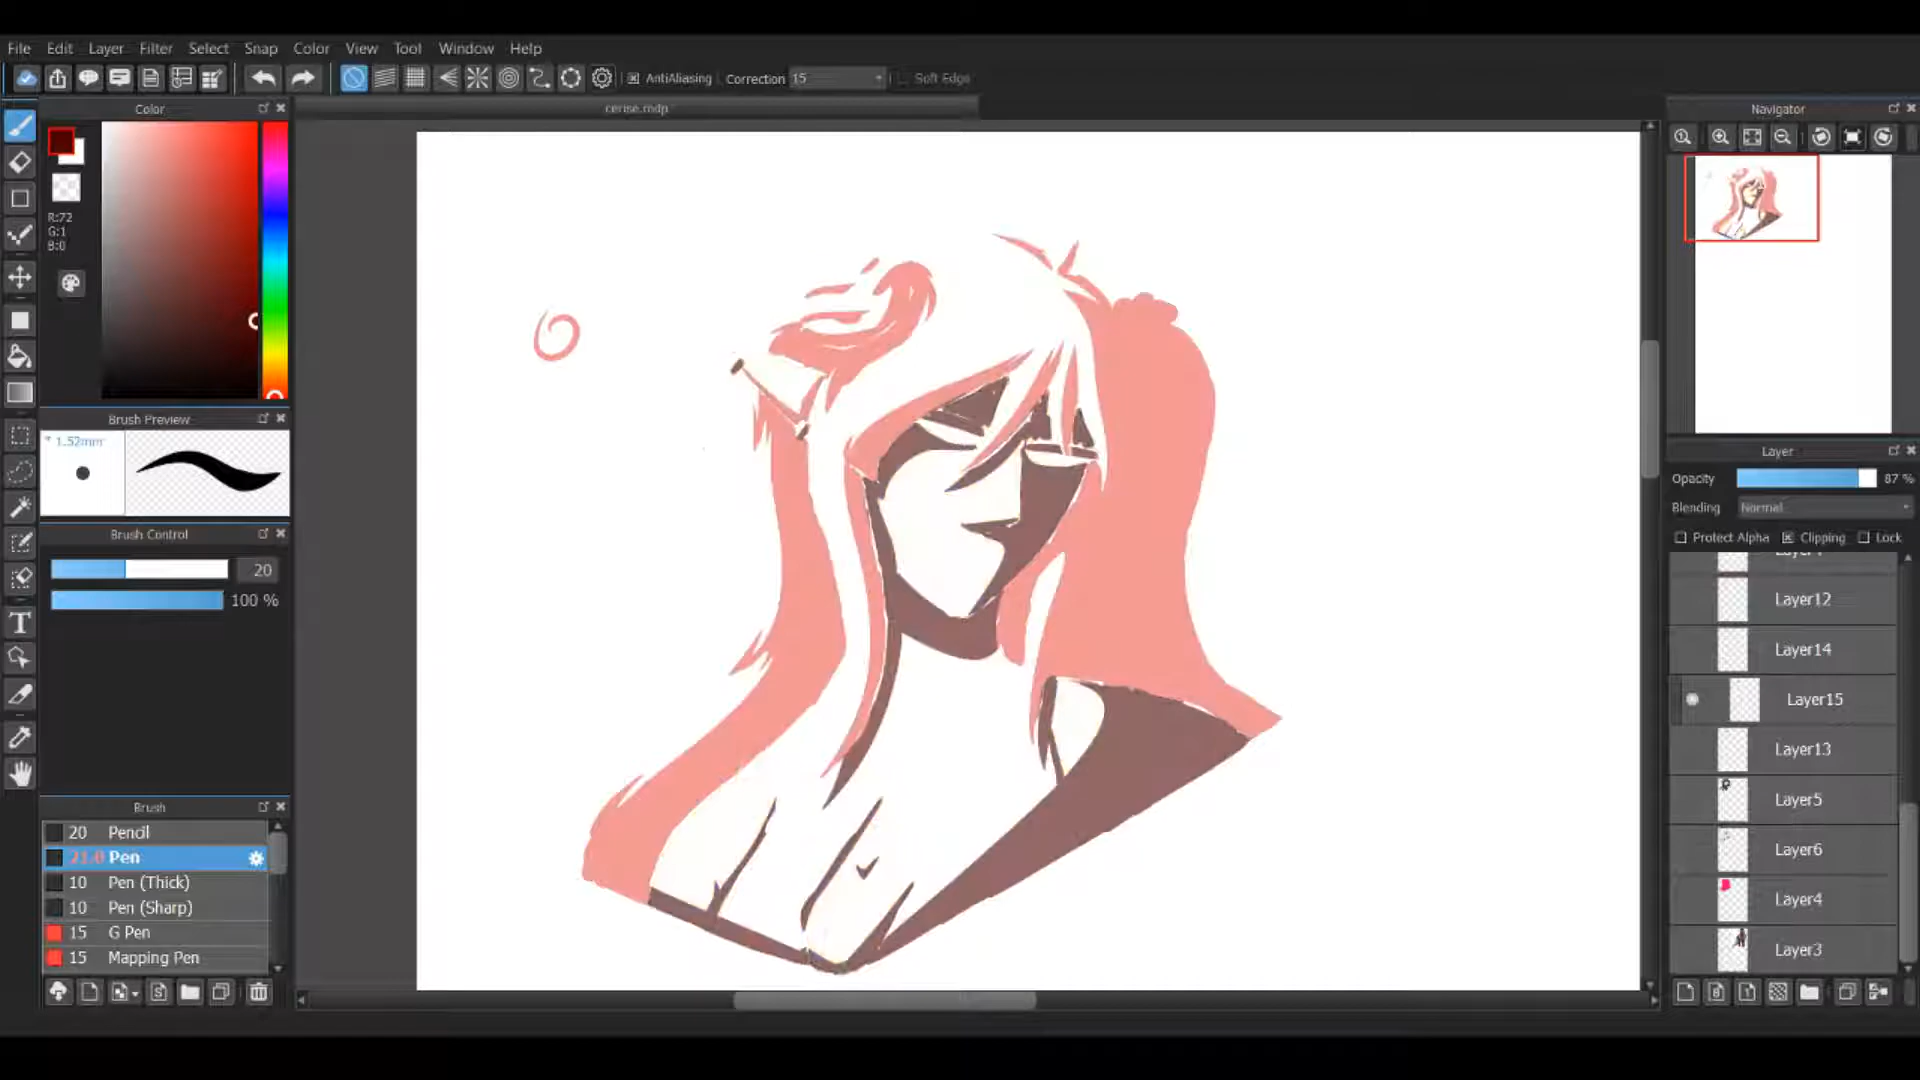 File Edit Layer Filter Select Snap Color View Tool Window Help
AntiAliasing Correction 15 Soft Edge
Color
cerise.mdp
Navigator
R:72
G:1
B:0
Brush Preview
1.52mm
Brush Control
20
100 %
Layer
Opacity 87 %
Blending Normal
Protect Alpha Clipping Lock
Layer12
Layer14
Layer15
Layer13
Layer5
Layer6
Layer4
Layer3
Brush
20 Pencil
21.0 Pen
10 Pen (Thick)
10 Pen (Sharp)
15 G Pen
15 Mapping Pen